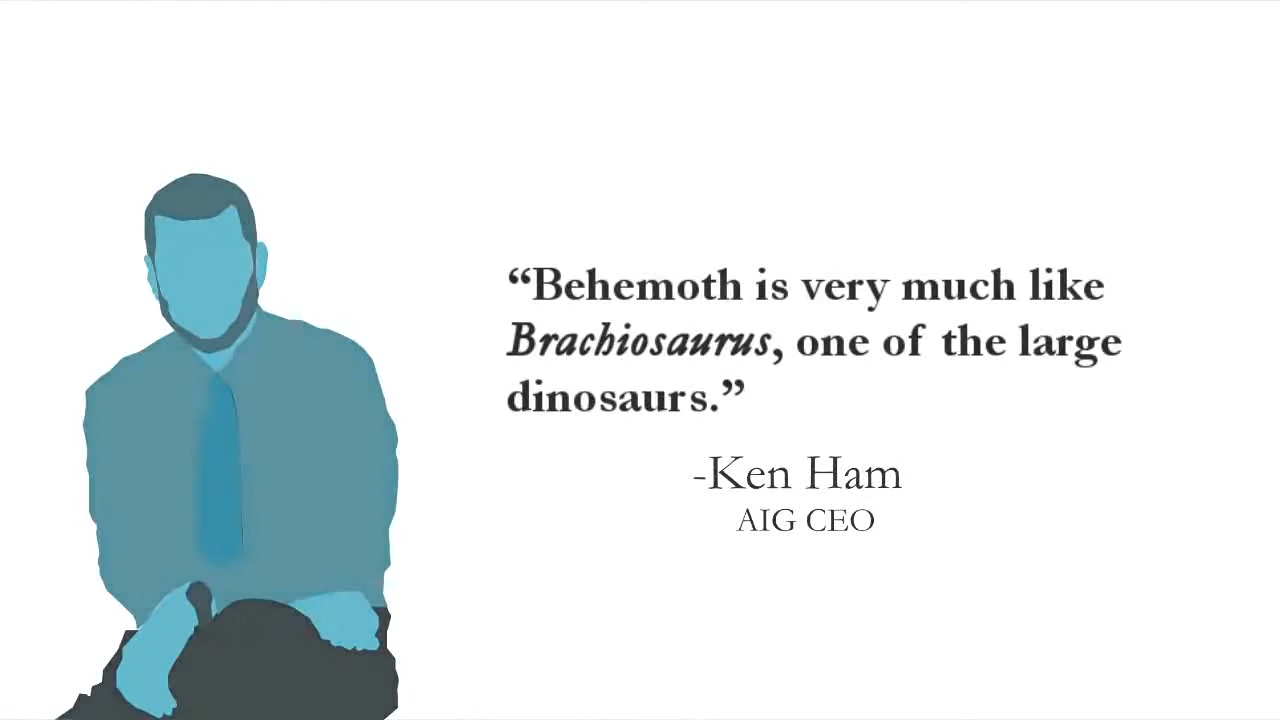 “Behemoth is very much like
Brachiosaurus, one of the large
dinosaurs.”
-Ken Ham
AIG CEO